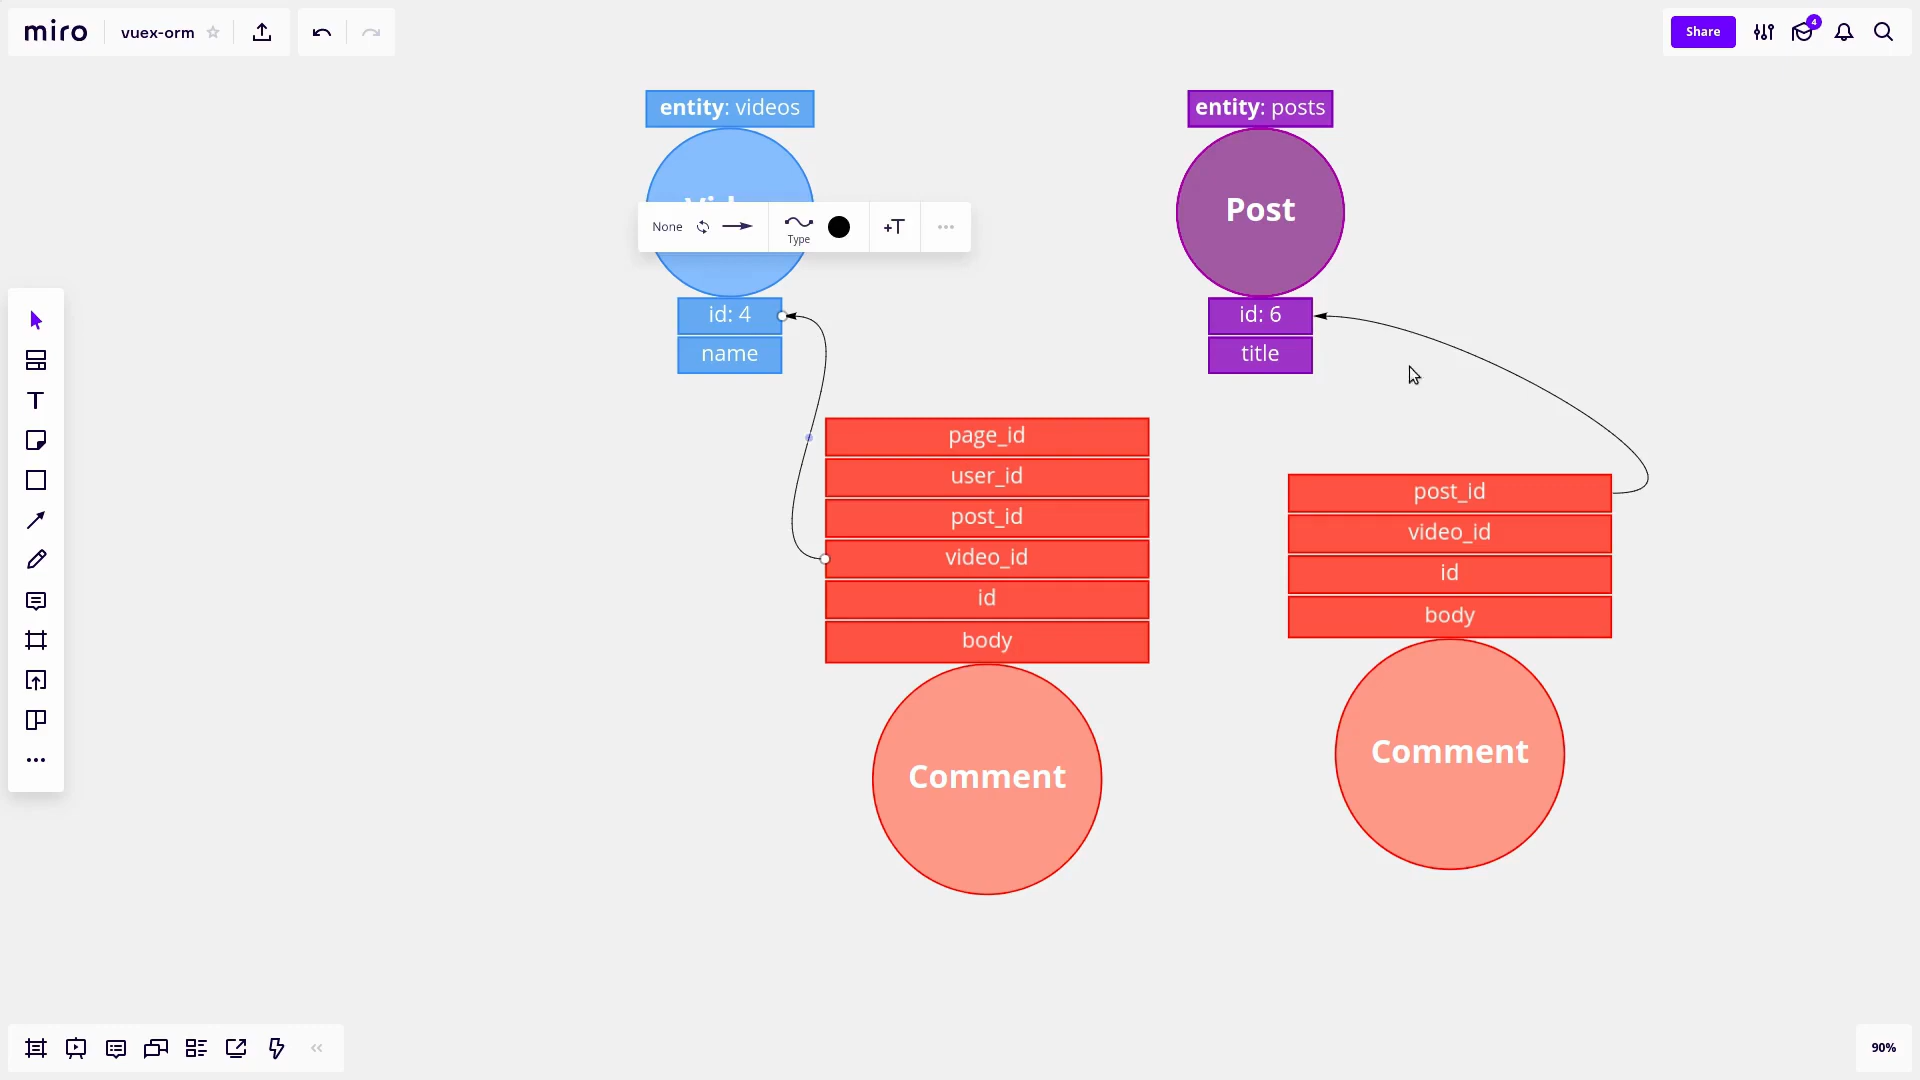 miro
vuex-orm
Share
4
entity: videos
entity: posts
Post
None
Type
+T
id: 4
name
id: 6
title
page_id
user_id
post_id
video_id
id
body
Comment
post_id
video_id
id
body
Comment
90%